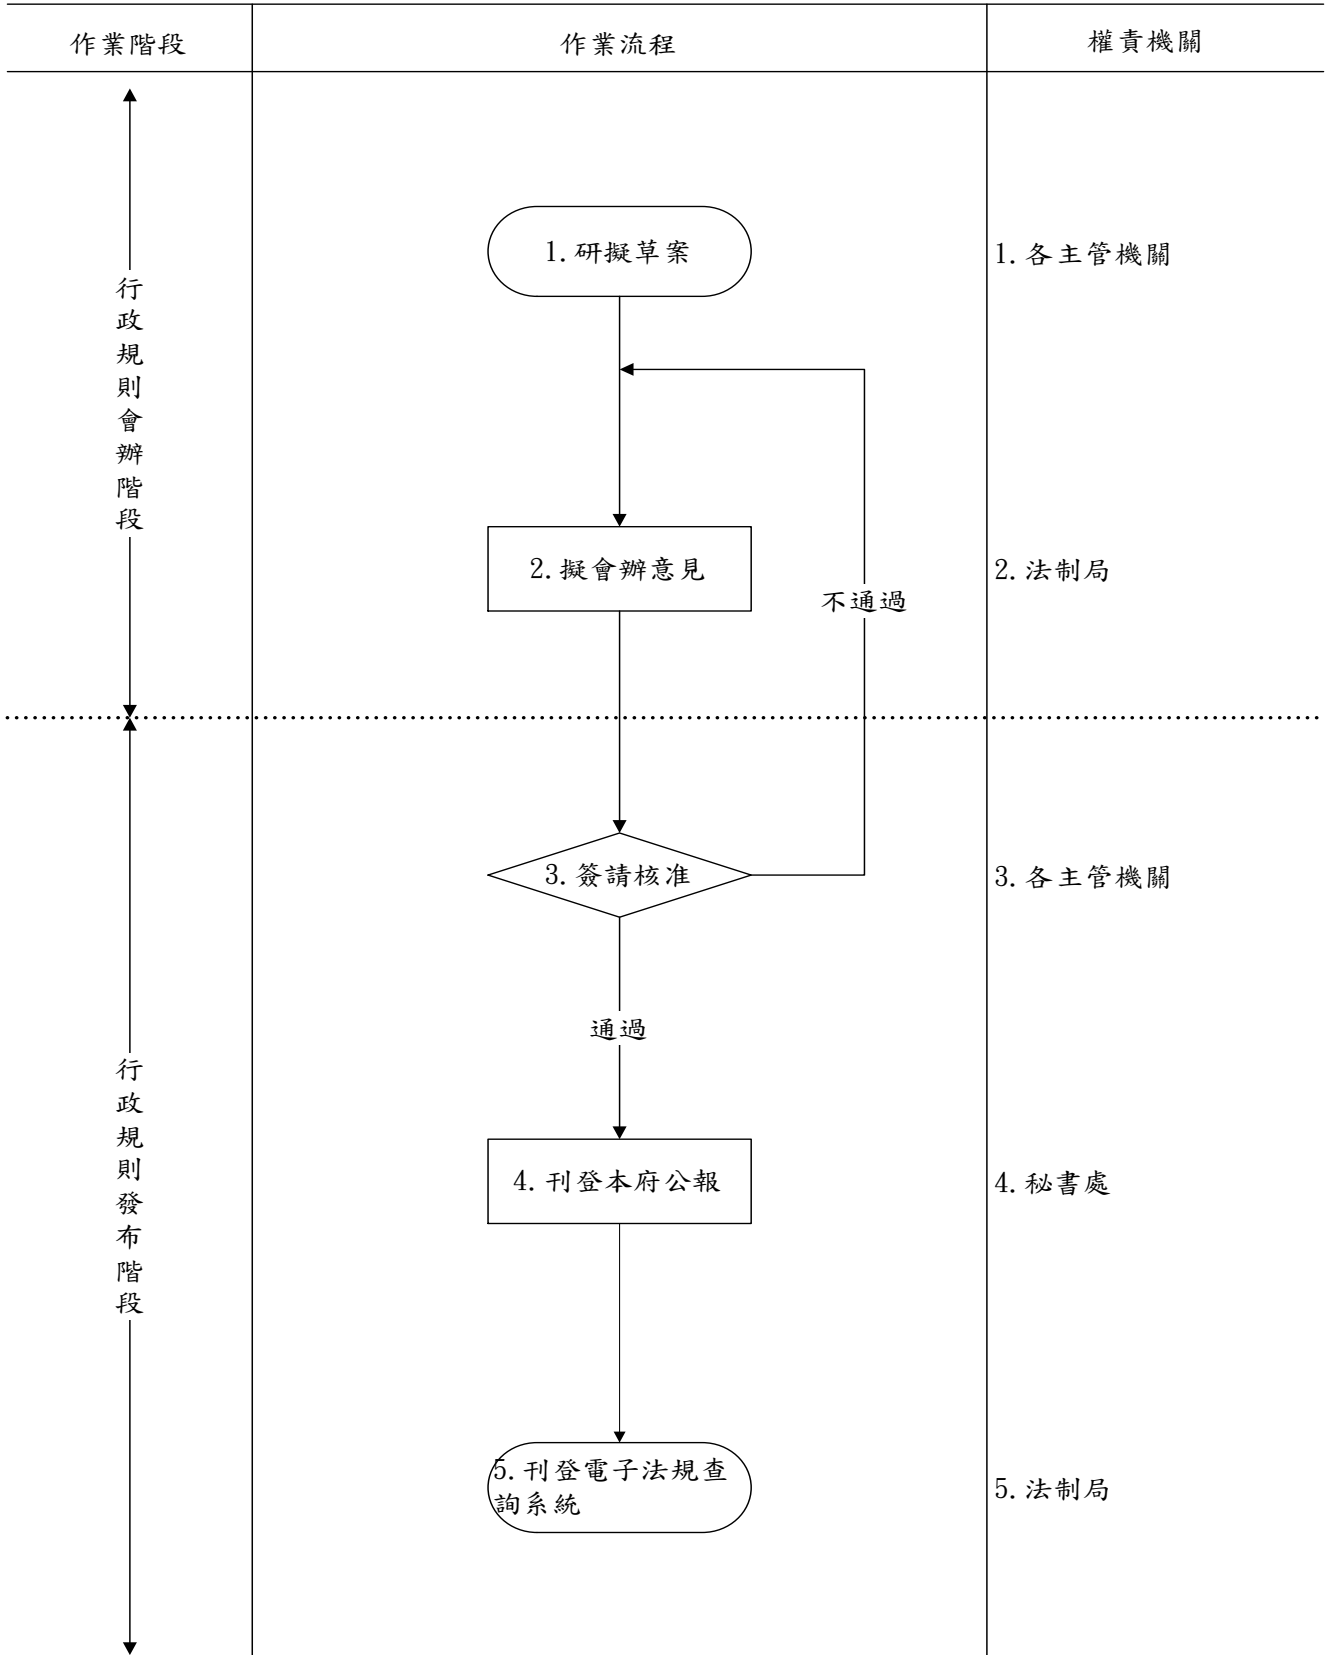 作業階段
作業流程
權責機關
行政規則會辦階段
1.研擬草案
1.各主管機關
2.擬會辦意見
不通過
2.法制局
行政規則發布階段
3.簽請核准
3.各主管機關
通過
4.刊登本府公報
4.秘書處
5.刊登電子法規查
詢系統
5.法制局